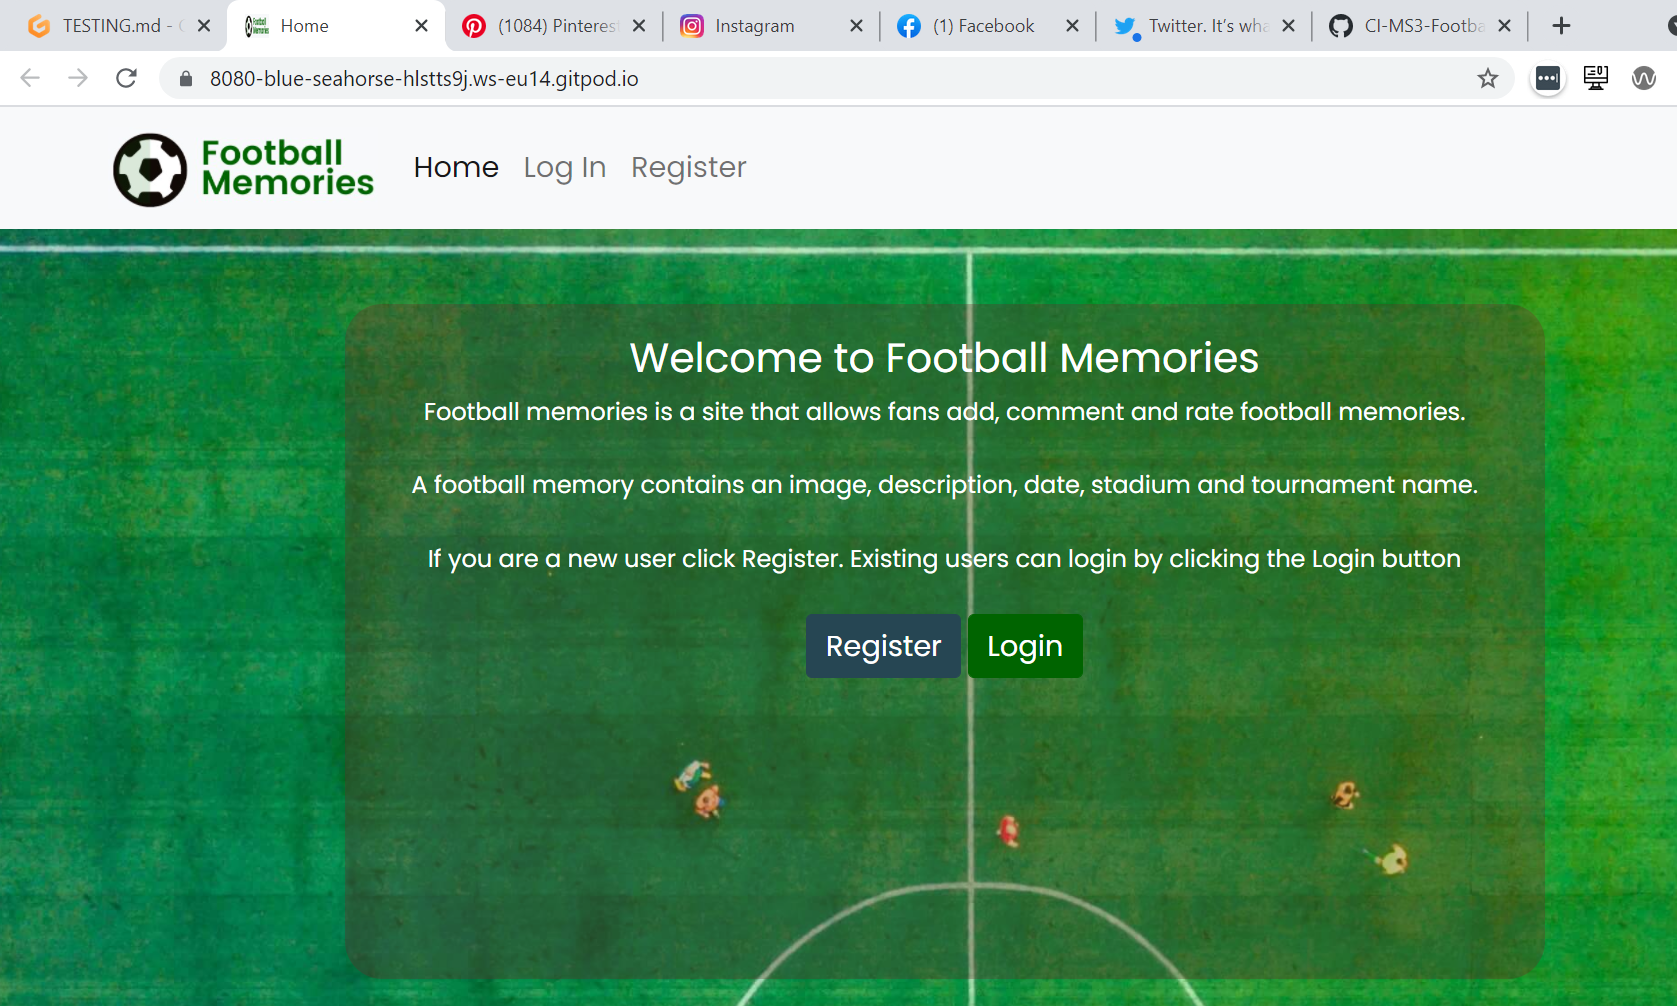 TESTING.md -
Home
(1084) Pinterest
Instagram
(1) Facebook
Twitter. It's wha
CI-MS3-Footba
8080-blue-seahorse-hlstts9j.ws-eu14.gitpod.io
Football
Memories
Home
Log In
Register
Welcome to Football Memories
Football memories is a site that allows fans add, comment and rate football memories.
A football memory contains an image, description, date, stadium and tournament name.
If you are a new user click Register. Existing users can login by clicking the Login button
Register
Login